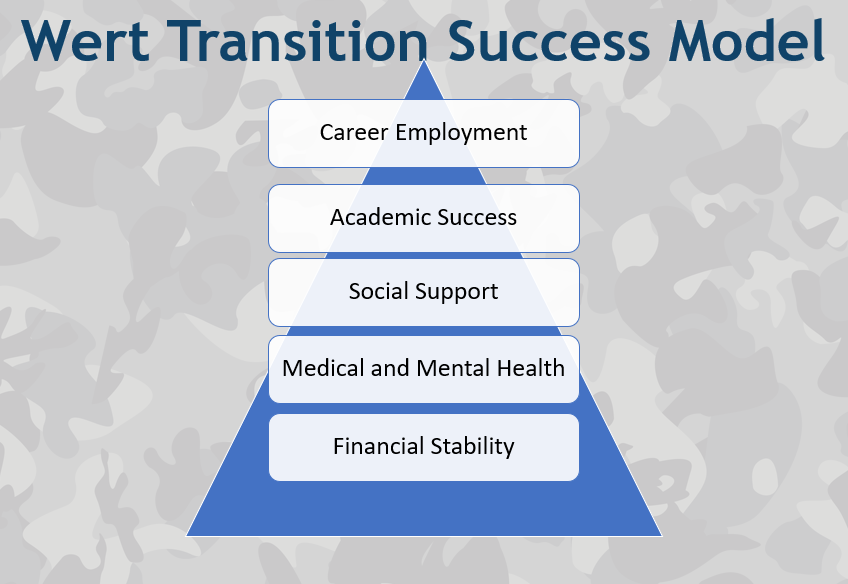 Wert Transition Success Model
Career Employment
Academic Success
Social Support
Medical and Mental Health
Financial Stability